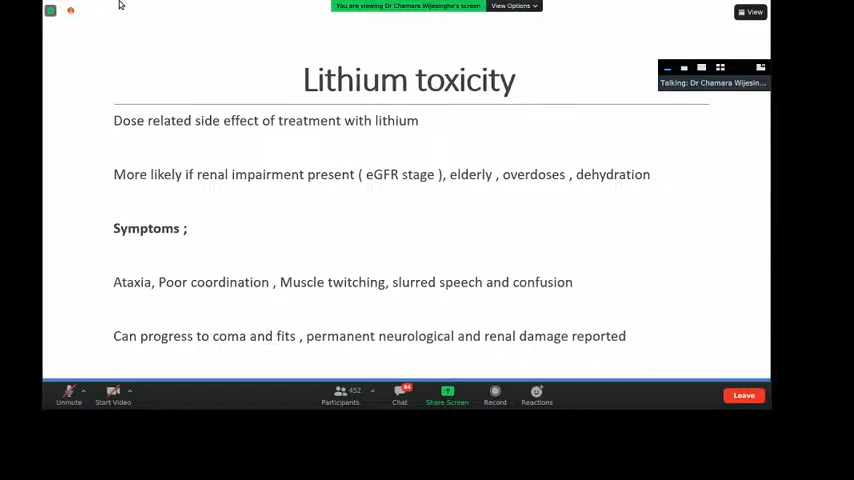 You are viewing Dr Chamara Wijesinghe's screen
View Options
View
Talking: Dr Chamara Wijesin...
Lithium toxicity
Dose related side effect of treatment with lithium
More likely if renal impairment present ( eGFR stage ), elderly , overdoses , dehydration
Symptoms ;
Ataxia, Poor coordination , Muscle twitching, slurred speech and confusion
Can progress to coma and fits , permanent neurological and renal damage reported
452
84
Unmute
Start Video
Participants
Chat
Share Screen
Record
Reactions
Leave